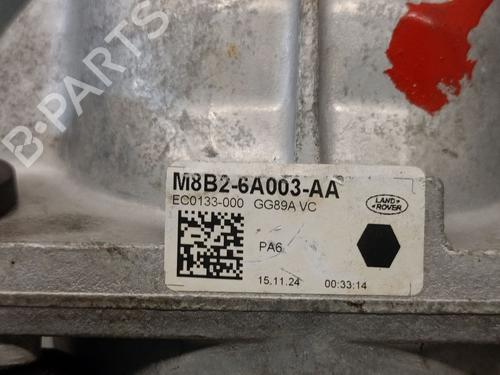 B-PARTS
M8B2-6A003-AA
EC0133-000 GG89A VC
LAND ROVER
PA6
15.11.24 00:33:14